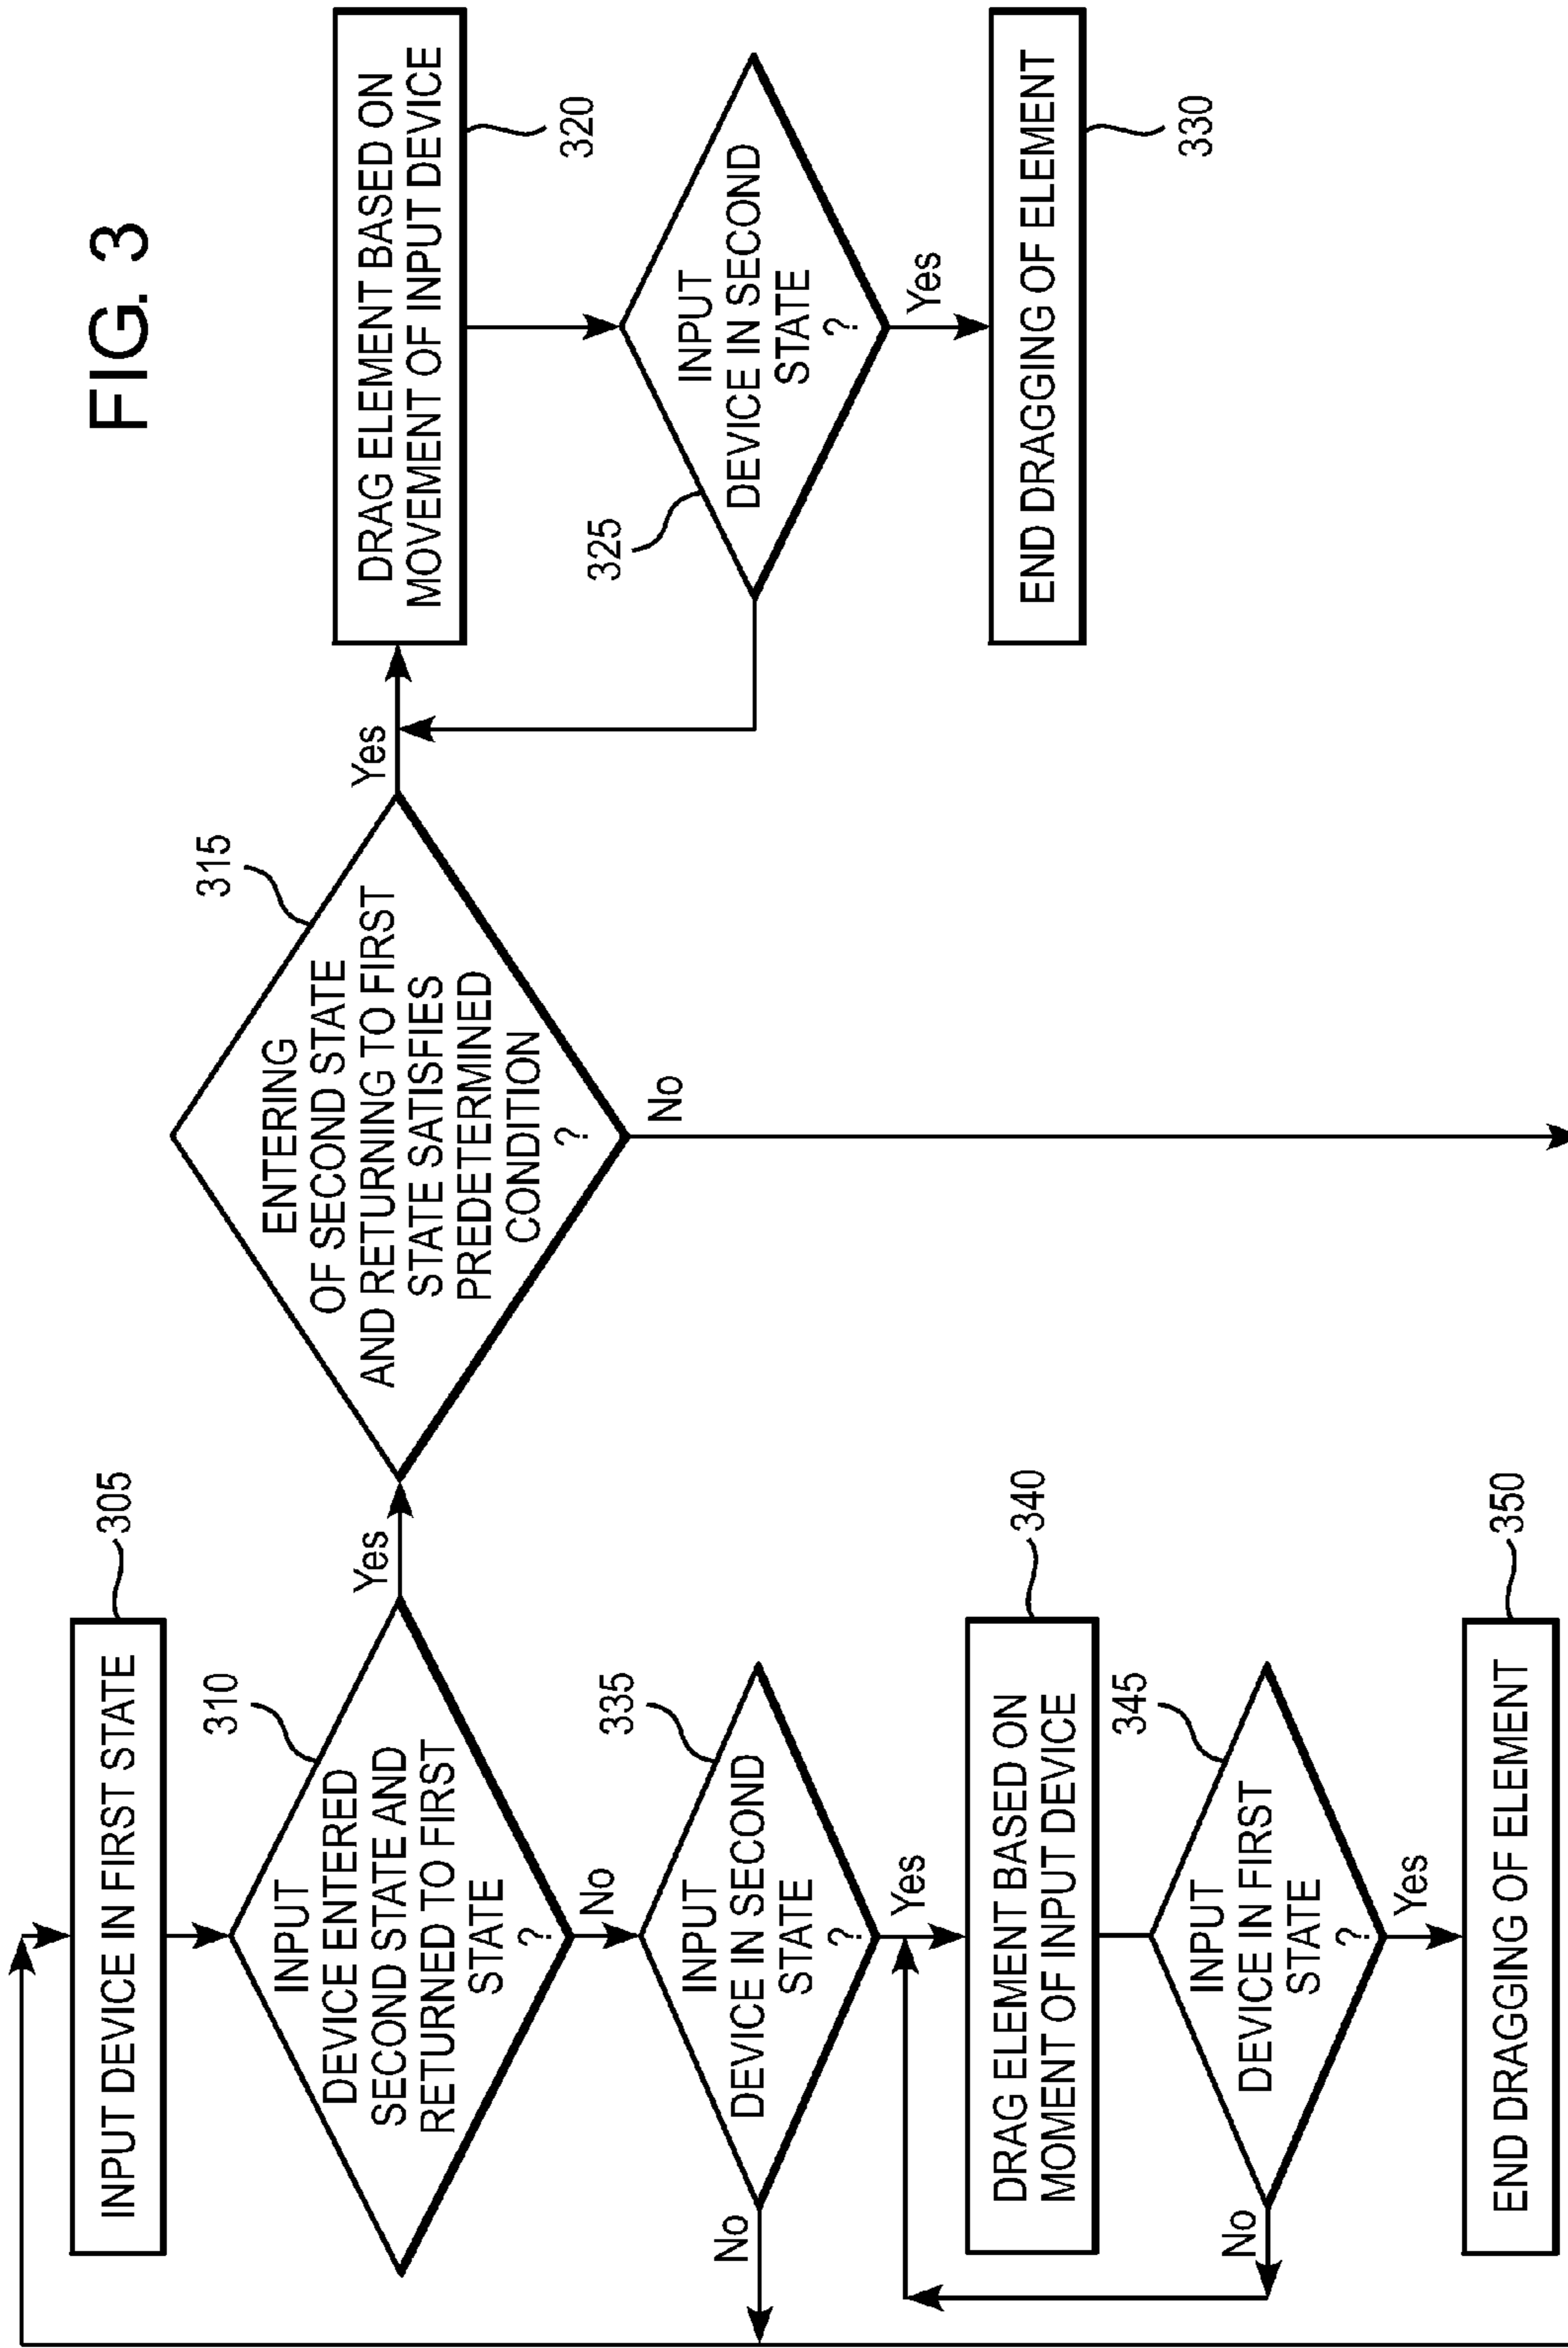 FIG. 3
INPUT DEVICE IN FIRST STATE
305
INPUT
DEVICE ENTERED
SECOND STATE AND
RETURNED TO FIRST
STATE
?
310
Yes
No
ENTERING
OF SECOND STATE
AND RETURNING TO FIRST
STATE SATISFIES
PREDETERMINED
CONDITION
?
315
Yes
No
DRAG ELEMENT BASED ON
MOVEMENT OF INPUT DEVICE
320
INPUT
DEVICE IN SECOND
STATE
?
325
Yes
END DRAGGING OF ELEMENT
330
INPUT
DEVICE IN SECOND
STATE
?
335
No
Yes
DRAG ELEMENT BASED ON
MOMENT OF INPUT DEVICE
340
INPUT
DEVICE IN FIRST
STATE
?
345
No
Yes
END DRAGGING OF ELEMENT
350